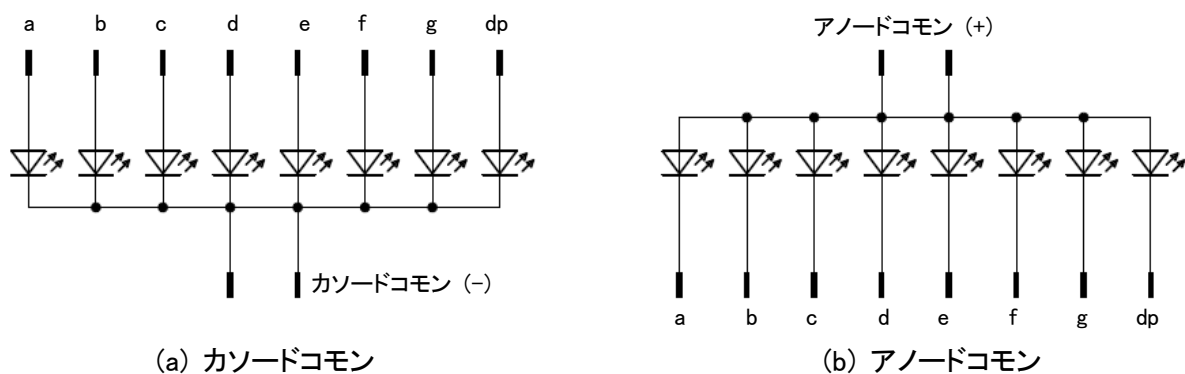 a b c d e f g dp
カソードコモン (-)
(a) カソードコモン
アノードコモン (+)
a b c d e f g dp
(b) アノードコモン